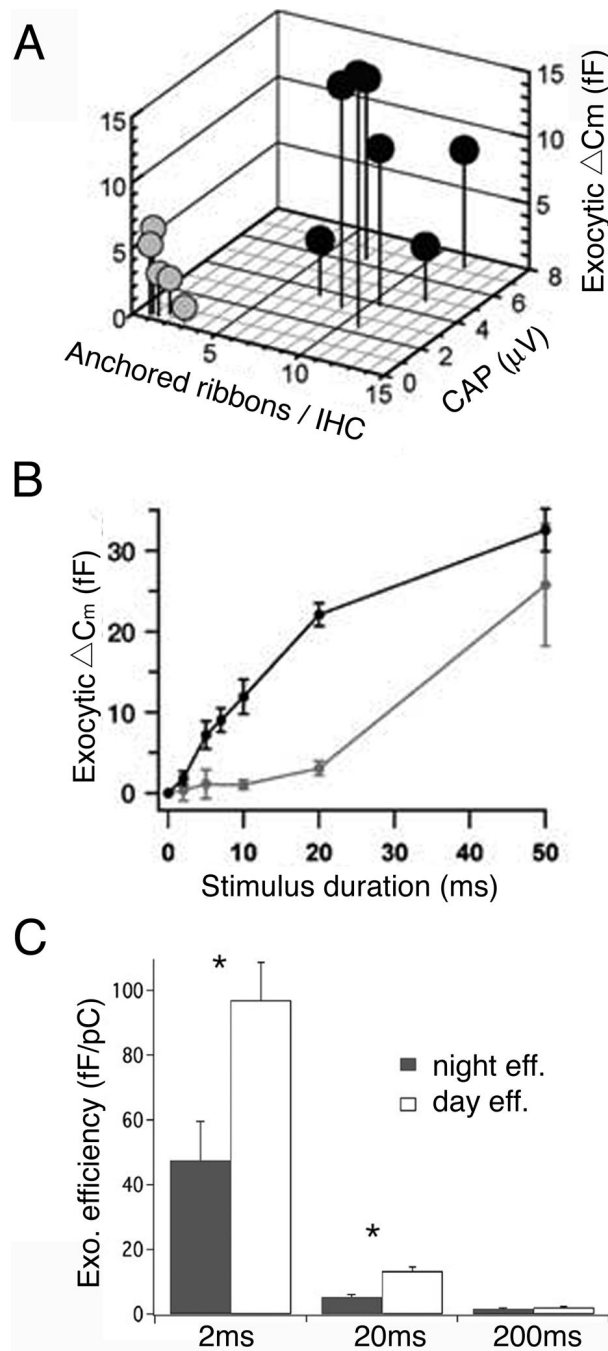 A
15
10
5
0
5
10
15
0
2
4
6
8
5
10
15
Anchored ribbons / IHC
CAP (μV)
Exocytic △Cm (fF)
B
30
20
10
0
Exocytic △Cm (fF)
0 10 20 30 40 50
Stimulus duration (ms)
C
*
*
100
80
60
40
20
0
Exo. efficiency (fF/pC)
night eff.
day eff.
2ms 20ms 200ms